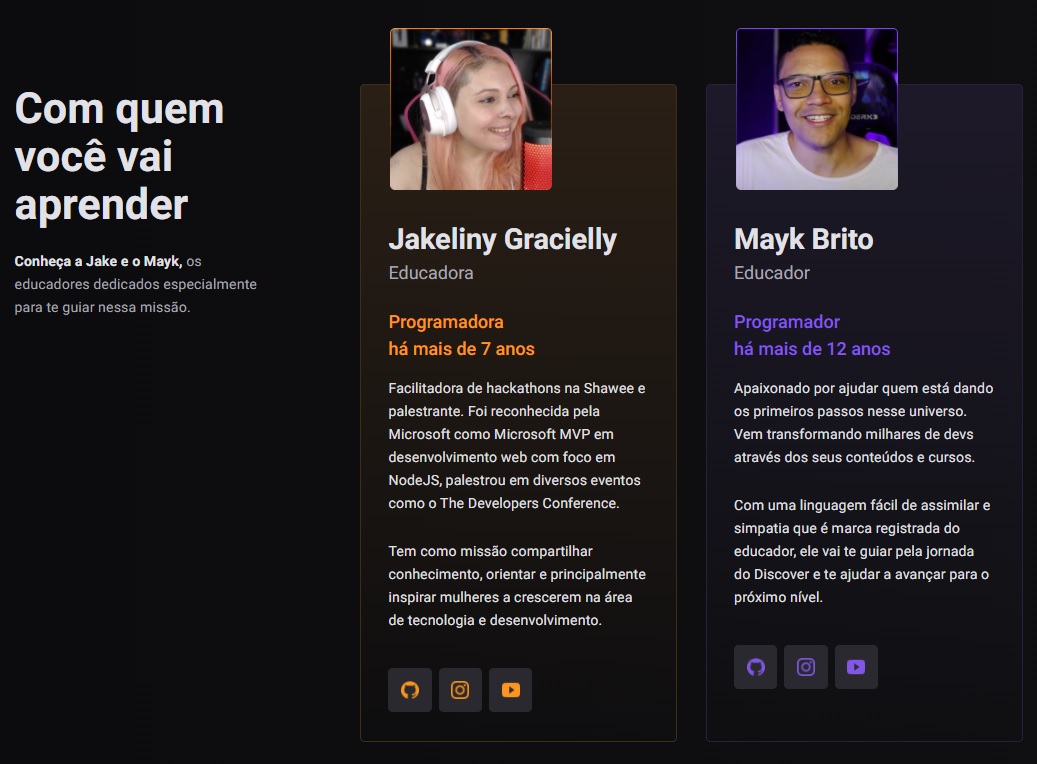 Com quem
você vai
aprender
Conheça a Jake e o Mayk, os
educadores dedicados especialmente
para te guiar nessa missão.
Jakeliny Gracielly
Educadora
Programadora
há mais de 7 anos
Facilitadora de hackathons na Shawee e
palestrante. Foi reconhecida pela
Microsoft como Microsoft MVP em
desenvolvimento web com foco em
NodeJS, palestrou em diversos eventos
como o The Developers Conference.
Tem como missão compartilhar
conhecimento, orientar e principalmente
inspirar mulheres a crescerem na área
de tecnologia e desenvolvimento.
Mayk Brito
Educador
Programador
há mais de 12 anos
Apaixonado por ajudar quem está dando
os primeiros passos nesse universo.
Vem transformando milhares de devs
através dos seus conteúdos e cursos.
Com uma linguagem fácil de assimilar e
simpatia que é marca registrada do
educador, ele vai te guiar pela jornada
do Discover e te ajudar a avançar para o
próximo nível.